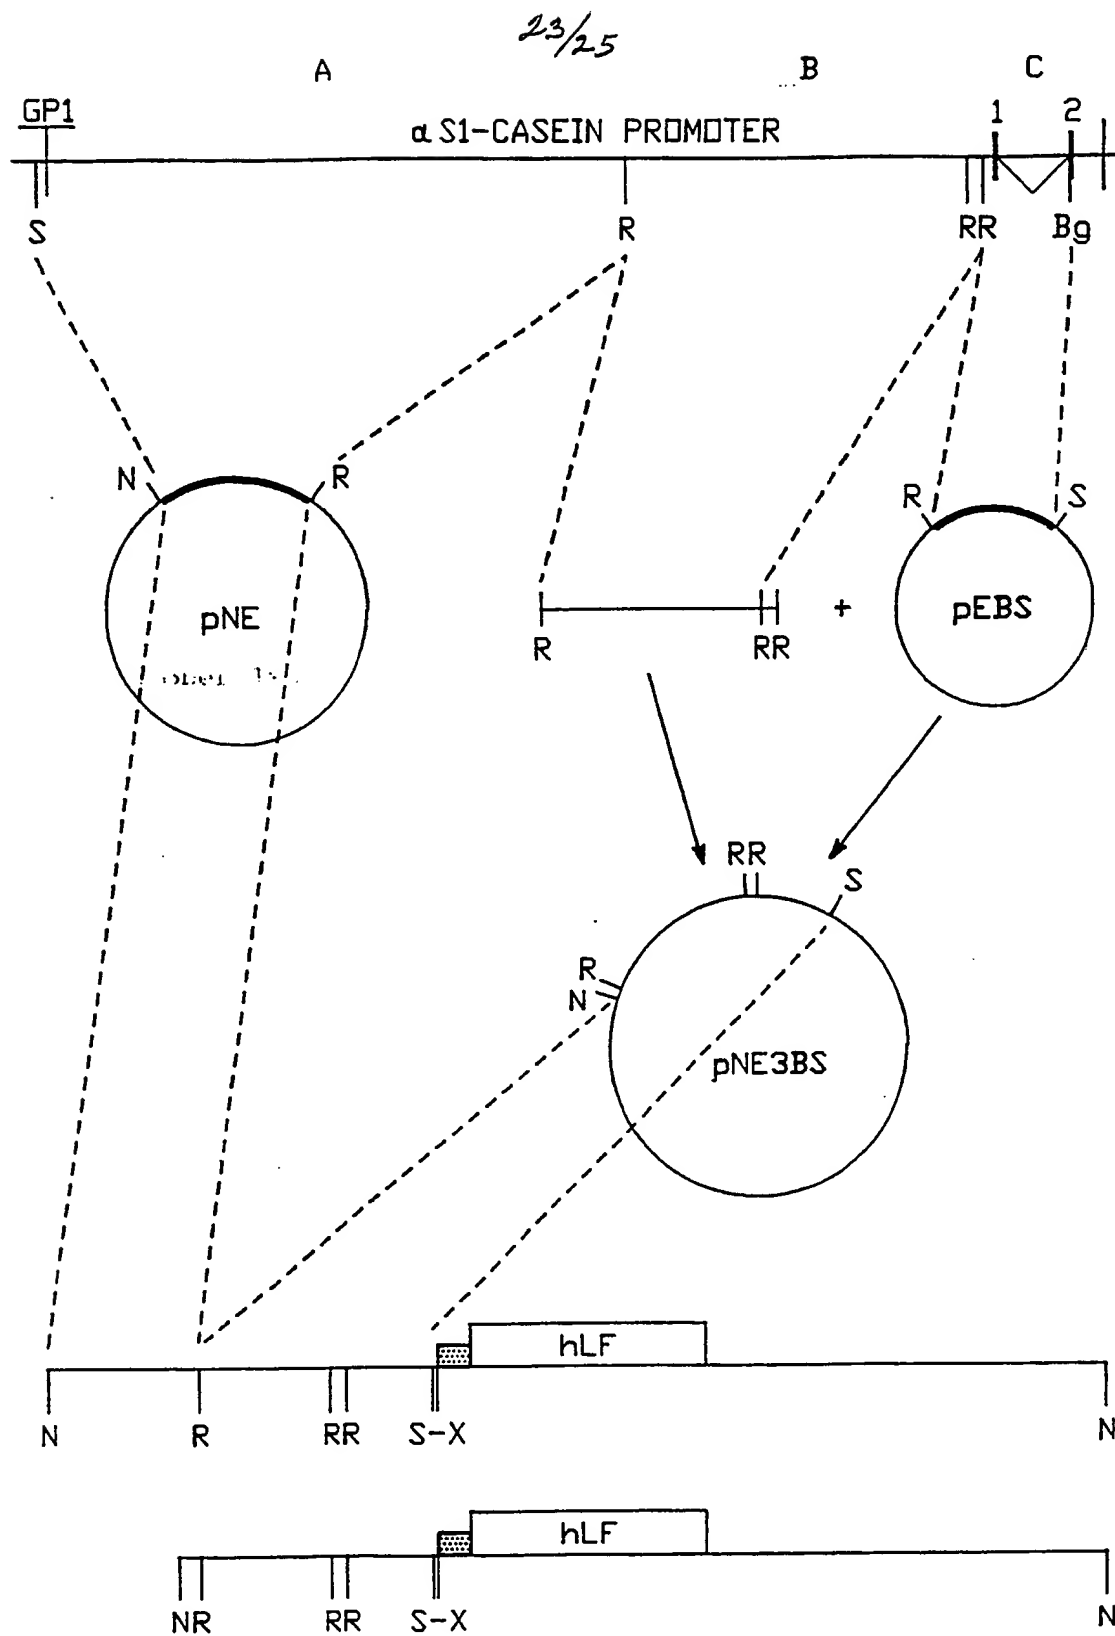 23/25
A B C
GP1 1 2
α S1-CASEIN PROMOTER
S R RR Bg
N R R S
pNE + pEBS
R RR
RR S
R
N
pNE3BS
hLF
N R RR S-X N
hLF
NR RR S-X N